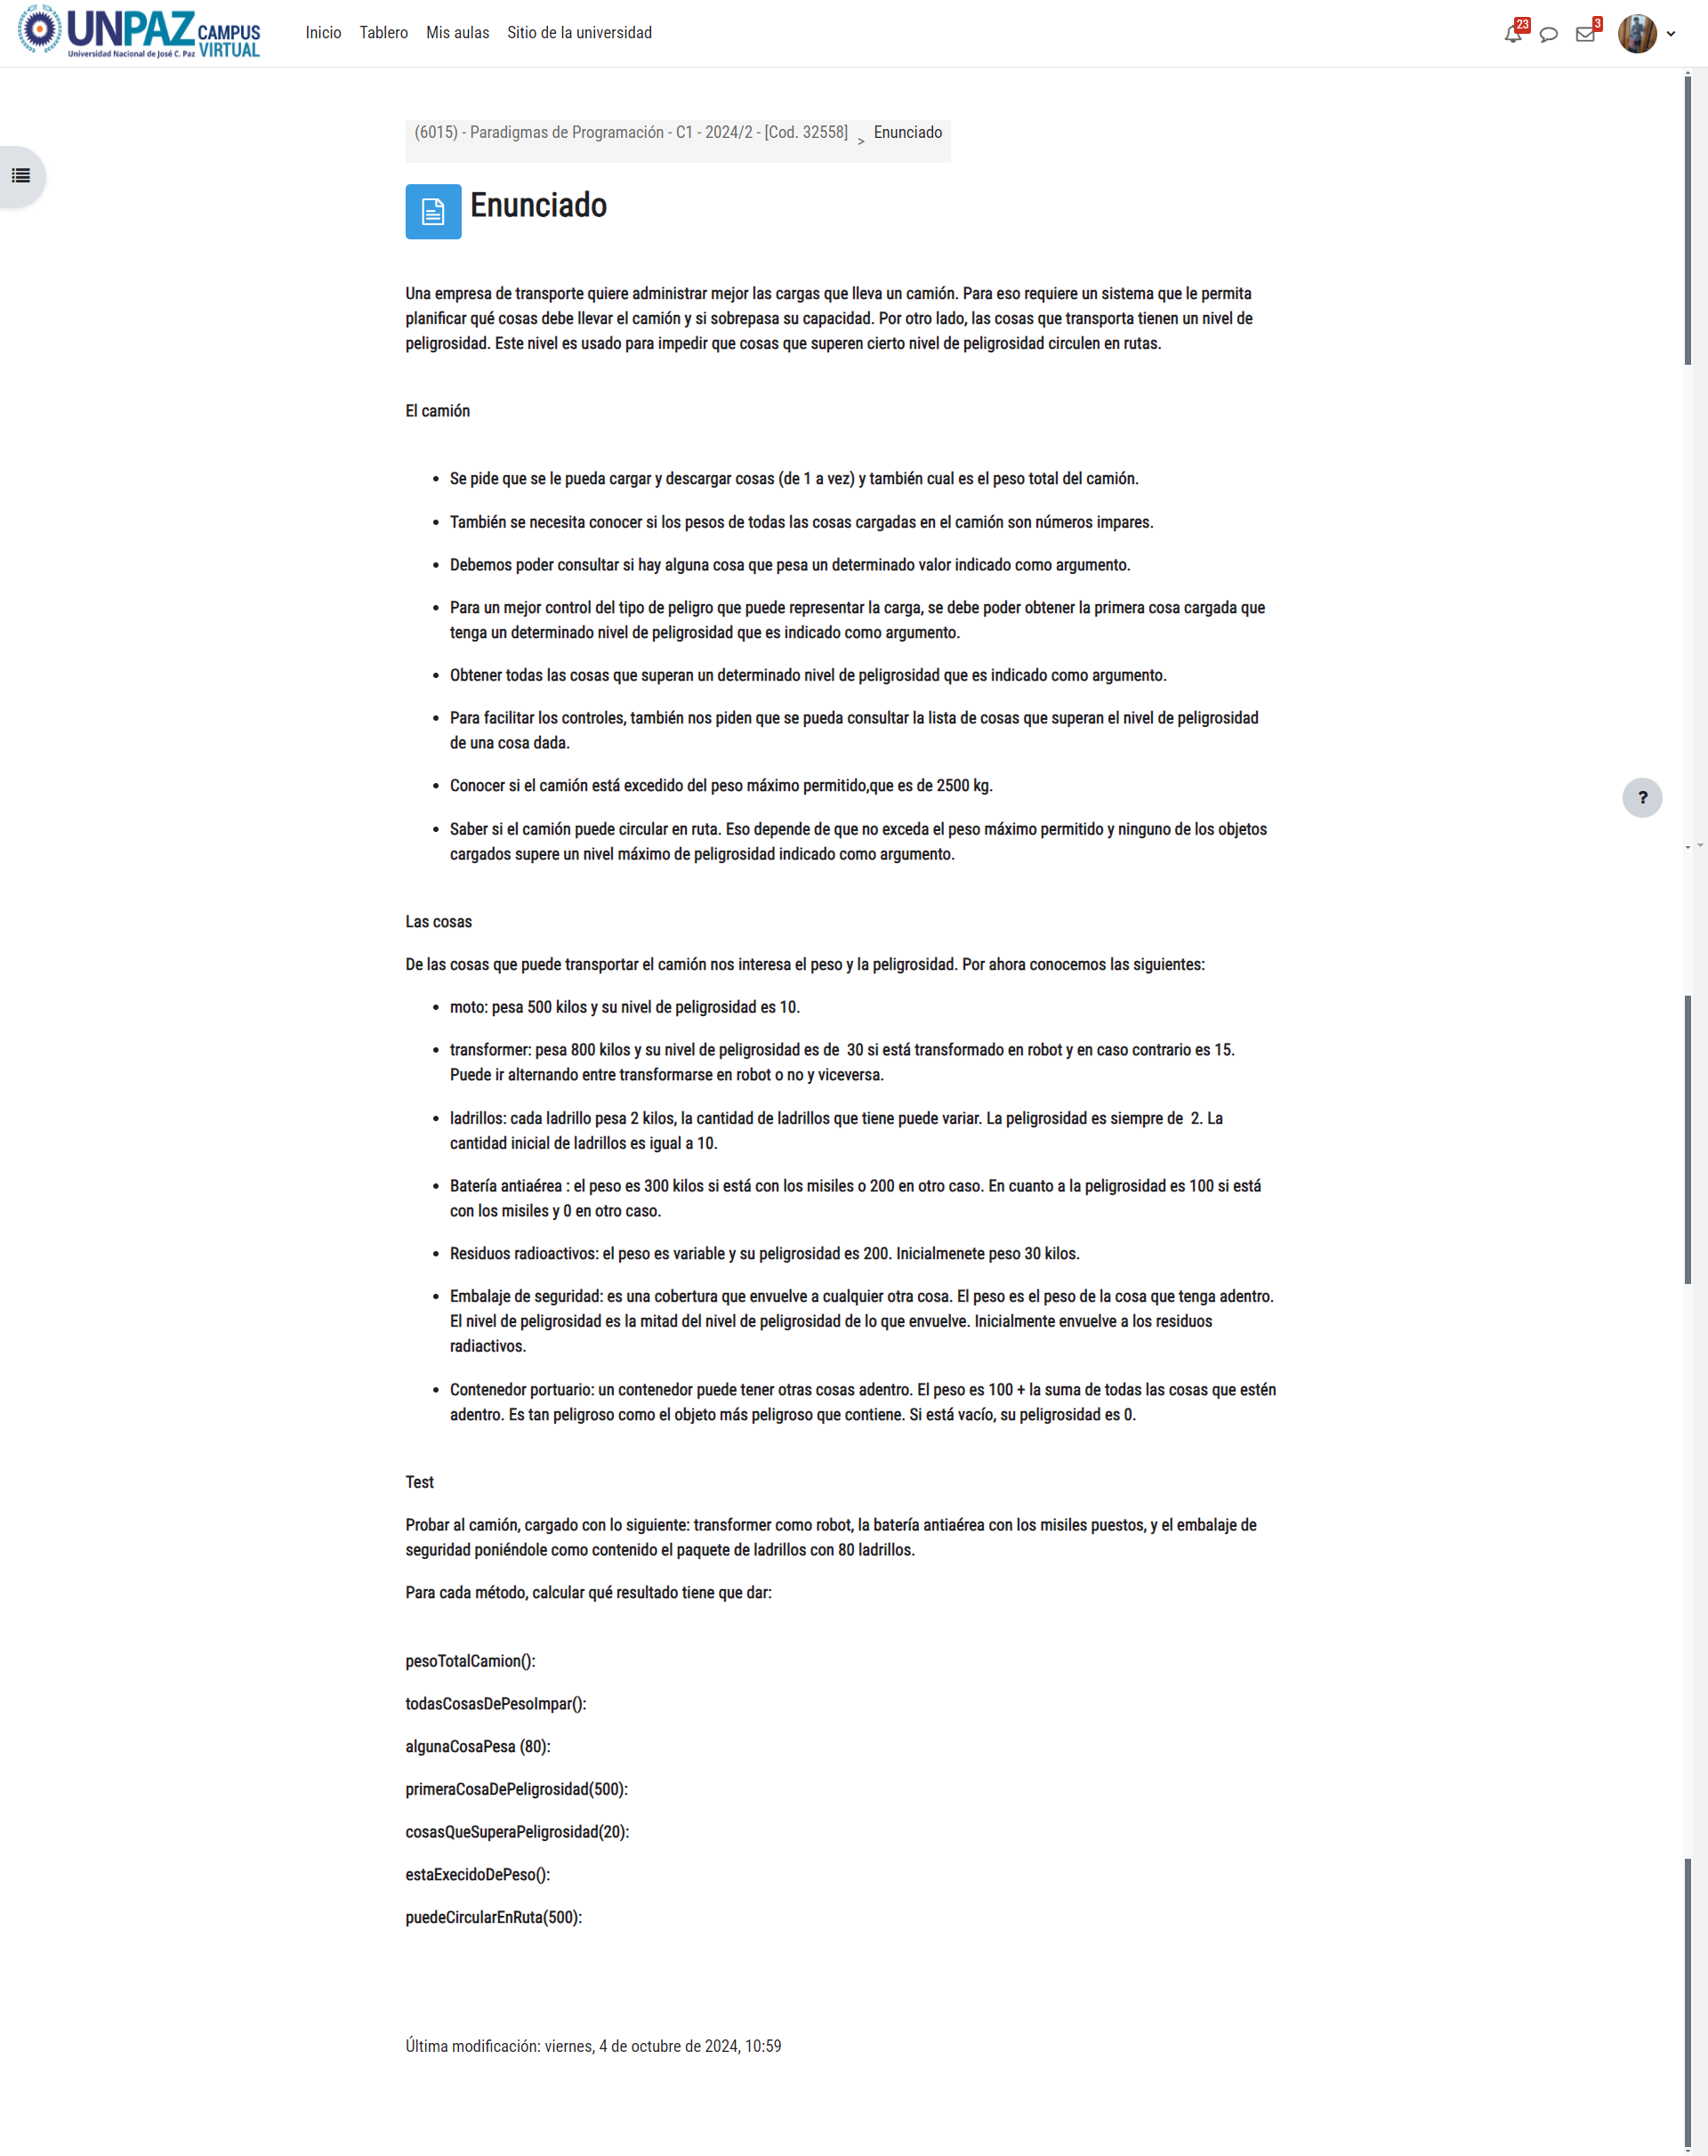 UNPAZ CAMPUS VIRTUAL
Universidad Nacional de José C. Paz
Inicio Tablero Mis aulas Sitio de la universidad
23
3
(6015) - Paradigmas de Programación - C1 - 2024/2 - [Cod. 32558] > Enunciado
Enunciado
Una empresa de transporte quiere administrar mejor las cargas que lleva un camión. Para eso requiere un sistema que le permita
planificar qué cosas debe llevar el camión y si sobrepasa su capacidad. Por otro lado, las cosas que transporta tienen un nivel de
peligrosidad. Este nivel es usado para impedir que cosas que superen cierto nivel de peligrosidad circulen en rutas.
El camión
• Se pide que se le pueda cargar y descargar cosas (de 1 a vez) y también cual es el peso total del camión.
• También se necesita conocer si los pesos de todas las cosas cargadas en el camión son números impares.
• Debemos poder consultar si hay alguna cosa que pesa un determinado valor indicado como argumento.
• Para un mejor control del tipo de peligro que puede representar la carga, se debe poder obtener la primera cosa cargada que
tenga un determinado nivel de peligrosidad que es indicado como argumento.
• Obtener todas las cosas que superan un determinado nivel de peligrosidad que es indicado como argumento.
• Para facilitar los controles, también nos piden que se pueda consultar la lista de cosas que superan el nivel de peligrosidad
de una cosa dada.
• Conocer si el camión está excedido del peso máximo permitido,que es de 2500 kg.
?
• Saber si el camión puede circular en ruta. Eso depende de que no exceda el peso máximo permitido y ninguno de los objetos
cargados supere un nivel máximo de peligrosidad indicado como argumento.
Las cosas
De las cosas que puede transportar el camión nos interesa el peso y la peligrosidad. Por ahora conocemos las siguientes:
• moto: pesa 500 kilos y su nivel de peligrosidad es 10.
• transformer: pesa 800 kilos y su nivel de peligrosidad es de  30 si está transformado en robot y en caso contrario es 15.
Puede ir alternando entre transformarse en robot o no y viceversa.
• ladrillos: cada ladrillo pesa 2 kilos, la cantidad de ladrillos que tiene puede variar. La peligrosidad es siempre de  2. La
cantidad inicial de ladrillos es igual a 10.
• Batería antiaérea : el peso es 300 kilos si está con los misiles o 200 en otro caso. En cuanto a la peligrosidad es 100 si está
con los misiles y 0 en otro caso.
• Residuos radioactivos: el peso es variable y su peligrosidad es 200. Inicialmenete peso 30 kilos.
• Embalaje de seguridad: es una cobertura que envuelve a cualquier otra cosa. El peso es el peso de la cosa que tenga adentro.
El nivel de peligrosidad es la mitad del nivel de peligrosidad de lo que envuelve. Inicialmente envuelve a los residuos
radiactivos.
• Contenedor portuario: un contenedor puede tener otras cosas adentro. El peso es 100 + la suma de todas las cosas que estén
adentro. Es tan peligroso como el objeto más peligroso que contiene. Si está vacío, su peligrosidad es 0.
Test
Probar al camión, cargado con lo siguiente: transformer como robot, la batería antiaérea con los misiles puestos, y el embalaje de
seguridad poniéndole como contenido el paquete de ladrillos con 80 ladrillos.
Para cada método, calcular qué resultado tiene que dar:
pesoTotalCamion():
todasCosasDePesoImpar():
algunaCosaPesa (80):
primeraCosaDePeligrosidad(500):
cosasQueSuperaPeligrosidad(20):
estaExecidoDePeso():
puedeCircularEnRuta(500):
Última modificación: viernes, 4 de octubre de 2024, 10:59